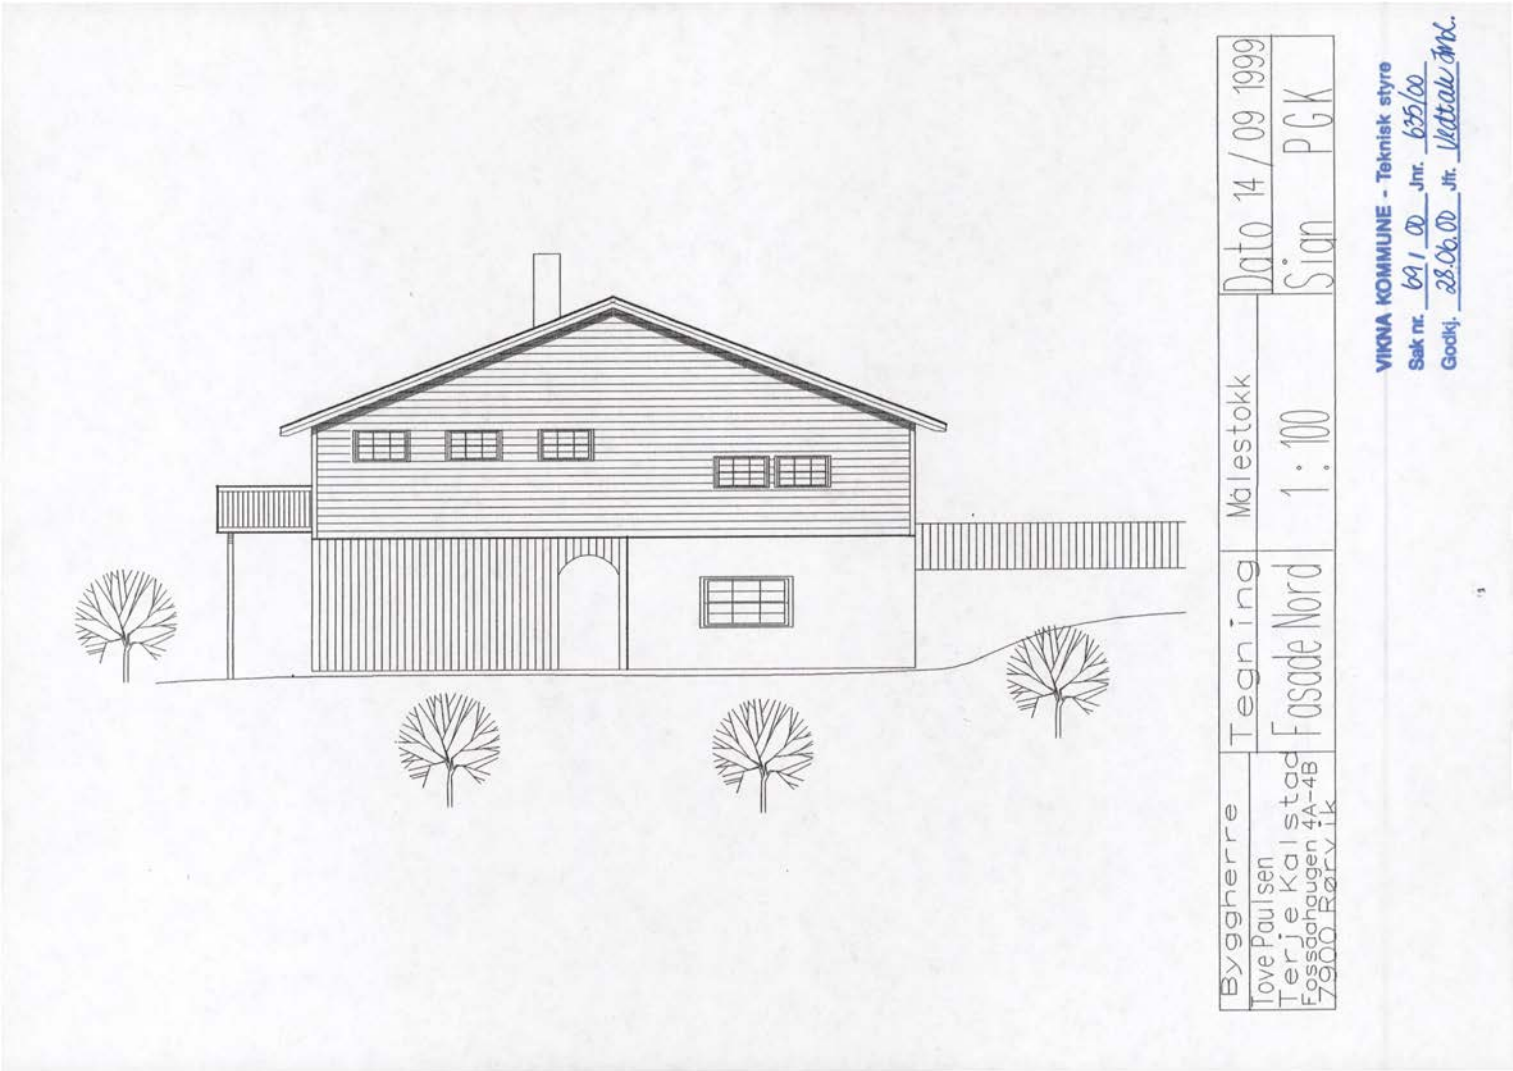 Byggherre
Tove Paulsen
Terje Kalstad
Fossaahaugen 4A-4B
7900 Rørvik
Tegning
Fasade Nord
Målestokk
1 : 100
Dato 14 / 09 1999
Sign PGK
VIKNA KOMMUNE - Teknisk styre
Sak nr. 69 / 00 Jnr. 635/00
Godkj. 28.06.00 Jfr. Vedtak